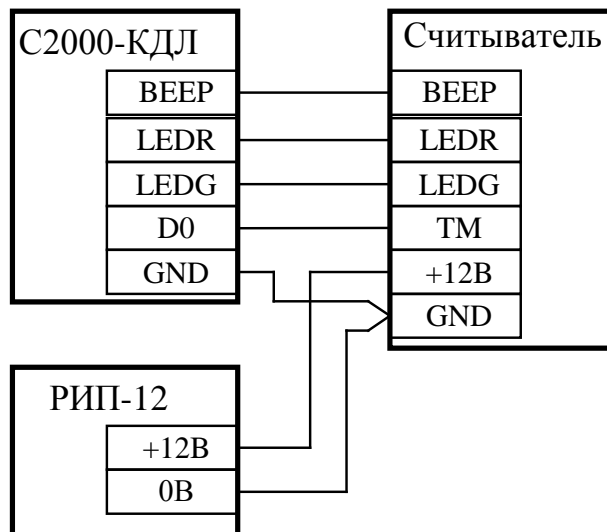 С2000-КДЛ
BEEP
LEDR
LEDG
D0
GND
Считыватель
BEEP
LEDR
LEDG
TM
+12В
GND
РИП-12
+12В
0В